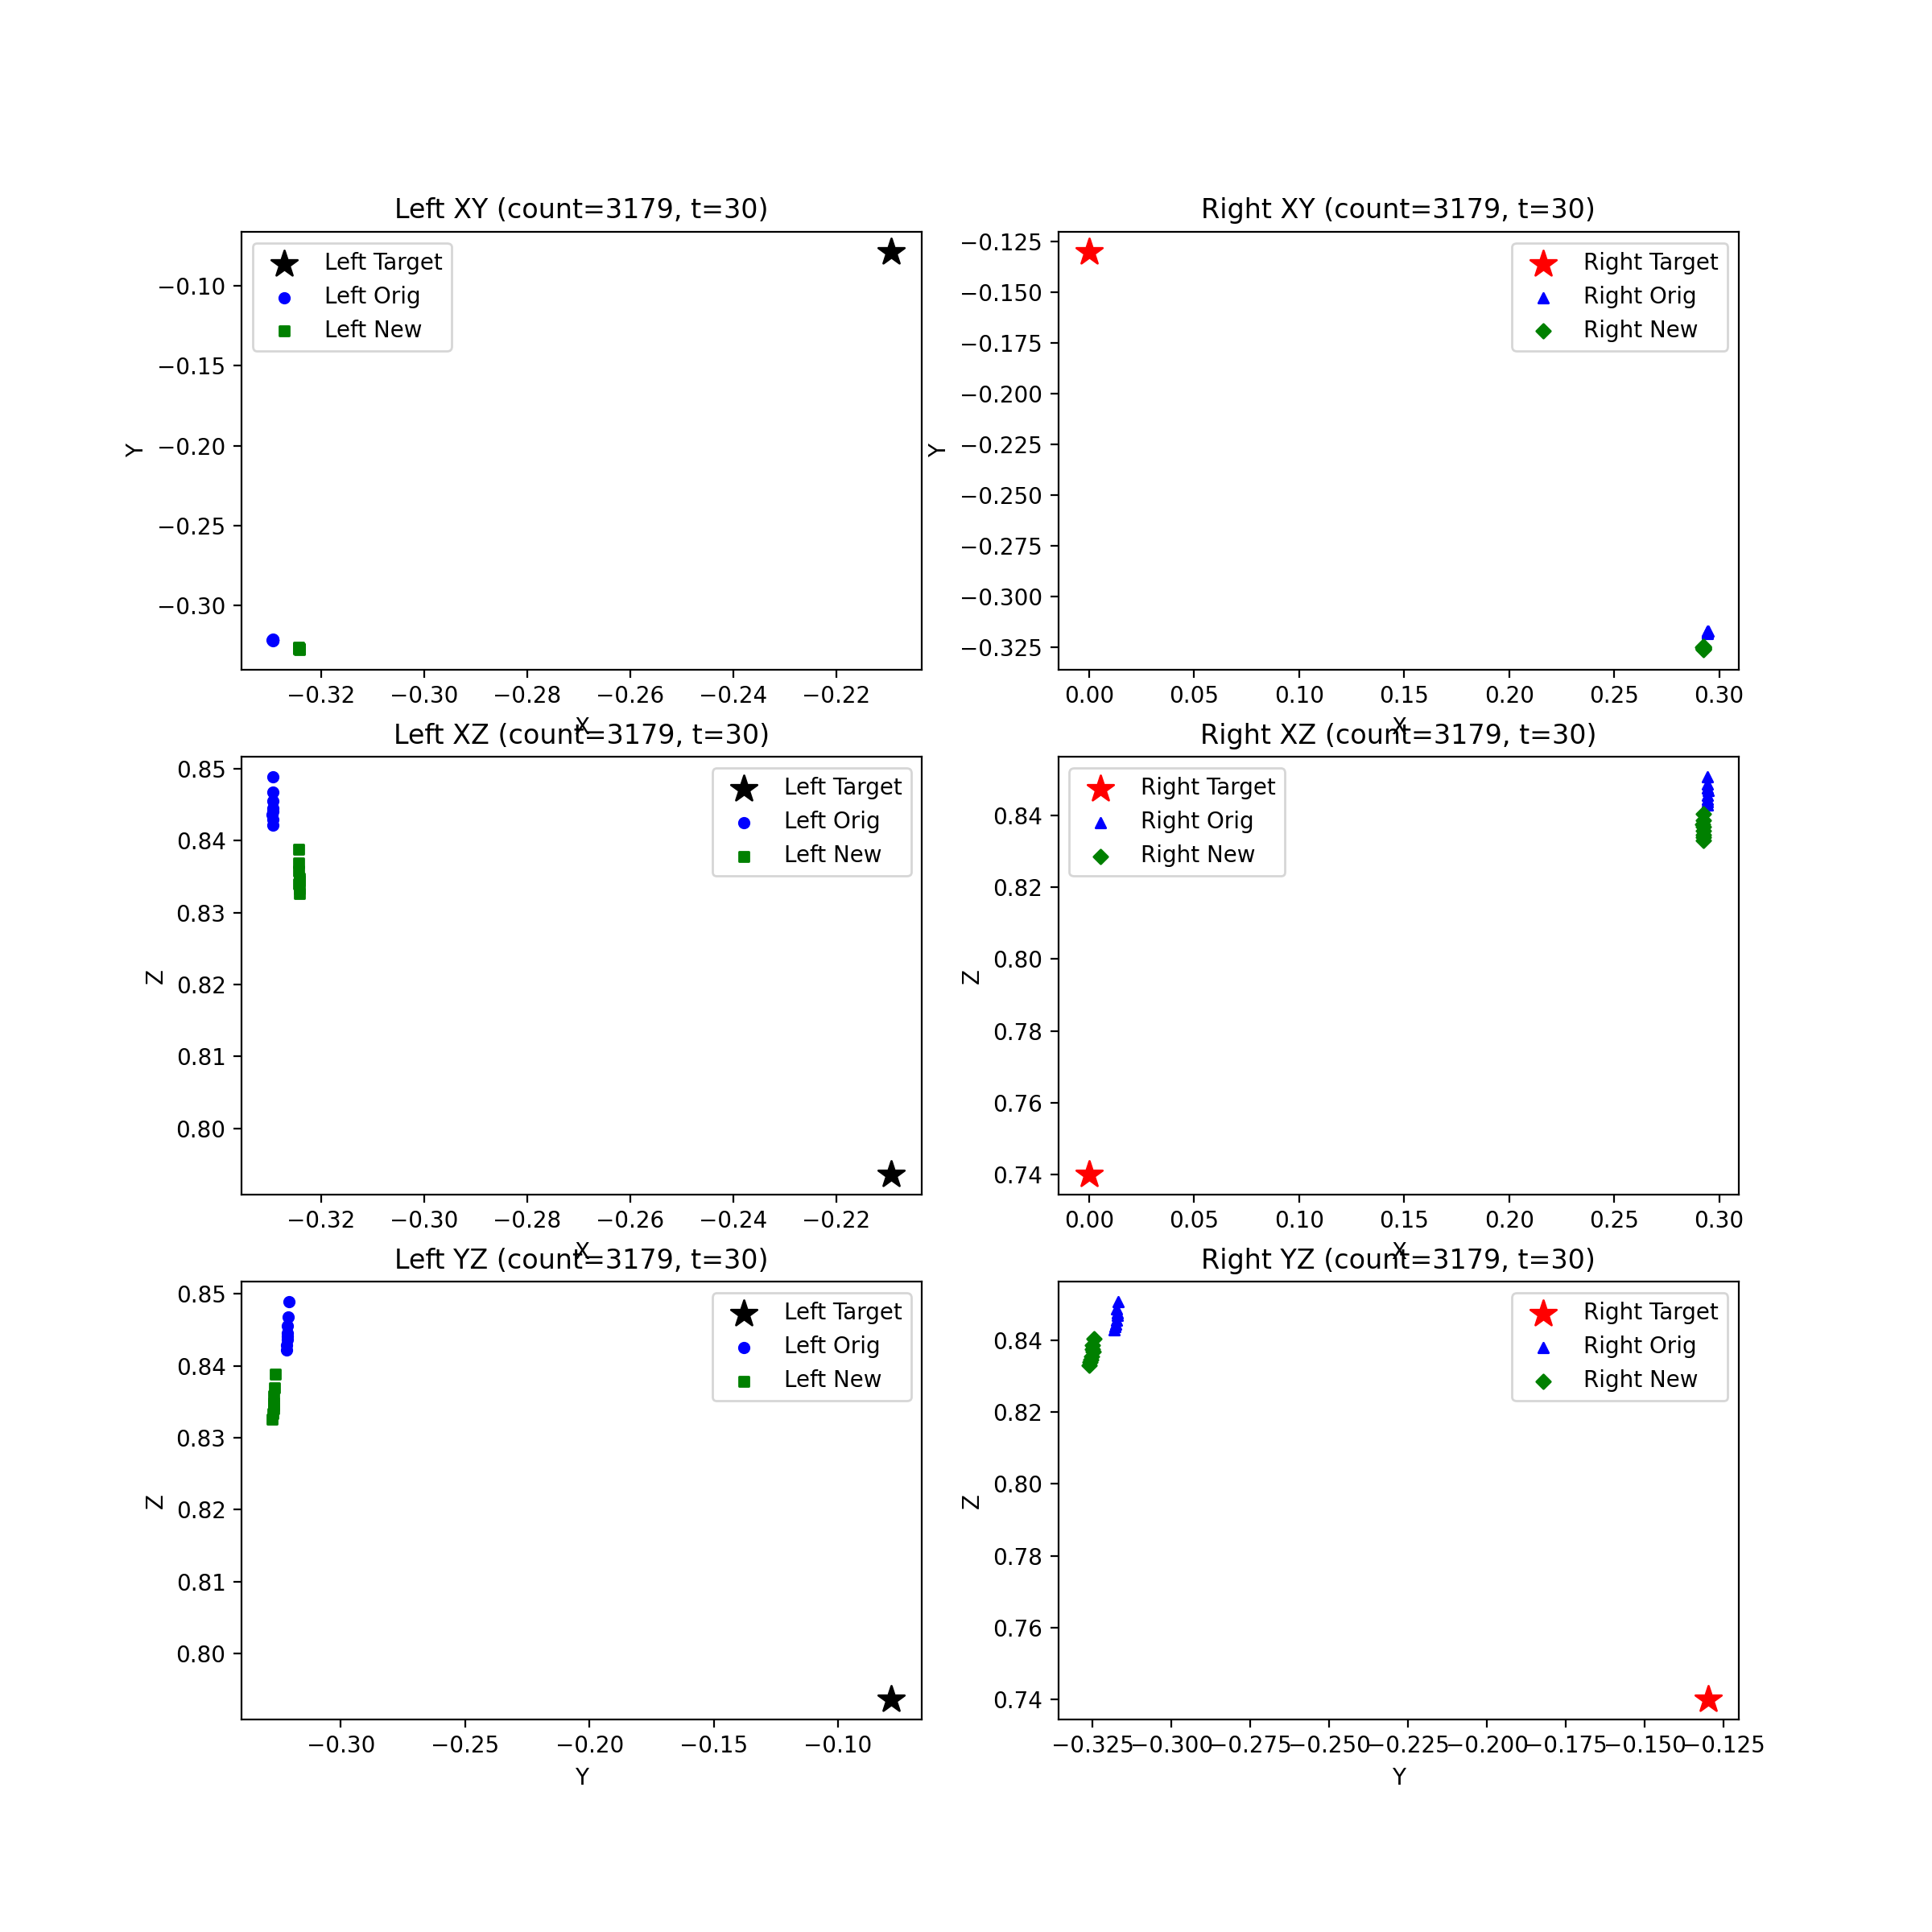 Left XY (count=3179, t=30)
Left Target
Left Orig
Left New
Y
−0.10
−0.15
−0.20
−0.25
−0.30
−0.32
−0.30
−0.28
−0.26
−0.24
−0.22
X
Right XY (count=3179, t=30)
Right Target
Right Orig
Right New
Y
−0.125
−0.150
−0.175
−0.200
−0.225
−0.250
−0.275
−0.300
−0.325
0.00
0.05
0.10
0.15
0.20
0.25
0.30
X
Left XZ (count=3179, t=30)
Left Target
Left Orig
Left New
Z
0.85
0.84
0.83
0.82
0.81
0.80
−0.32
−0.30
−0.28
−0.26
−0.24
−0.22
X
Right XZ (count=3179, t=30)
Right Target
Right Orig
Right New
Z
0.84
0.82
0.80
0.78
0.76
0.74
0.00
0.05
0.10
0.15
0.20
0.25
0.30
X
Left YZ (count=3179, t=30)
Left Target
Left Orig
Left New
Z
0.85
0.84
0.83
0.82
0.81
0.80
−0.30
−0.25
−0.20
−0.15
−0.10
Y
Right YZ (count=3179, t=30)
Right Target
Right Orig
Right New
Z
0.84
0.82
0.80
0.78
0.76
0.74
−0.325
−0.300
−0.275
−0.250
−0.225
−0.200
−0.175
−0.150
−0.125
Y